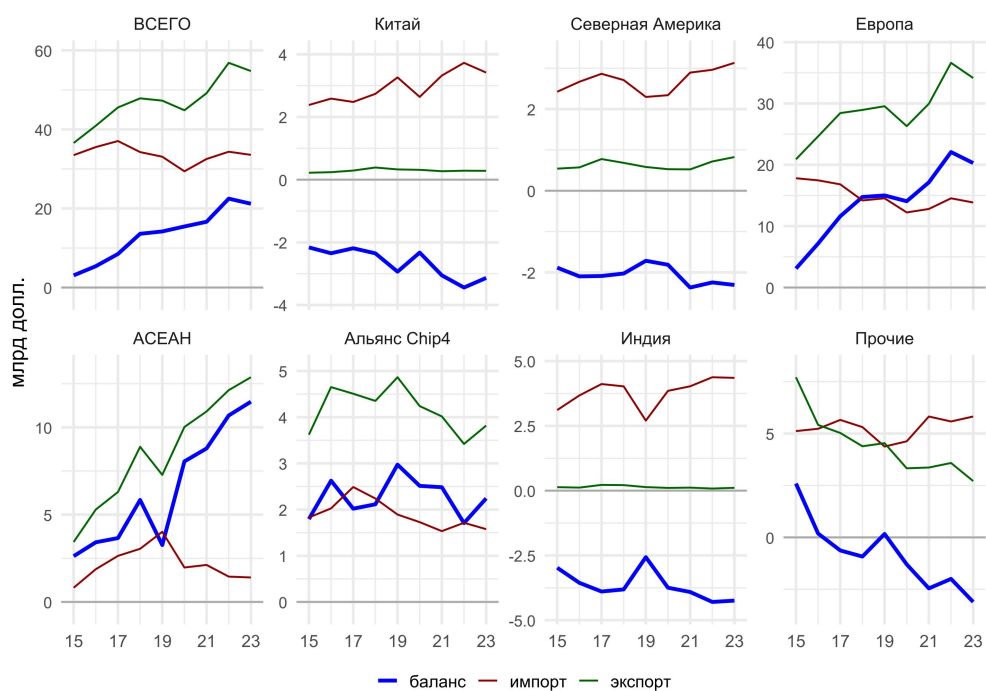 ВСЕГО
Китай
Северная Америка
Европа
60
40
20
0
4
2
0
-2
-4
2
0
-2
40
30
20
10
0
млрд долл.
АСЕАН
Альянс Chip4
Индия
Прочие
10
5
0
5
4
3
2
1
0
5.0
2.5
0.0
-2.5
-5.0
5
0
15 17 19 21 23
15 17 19 21 23
15 17 19 21 23
15 17 19 21 23
баланс импорт экспорт